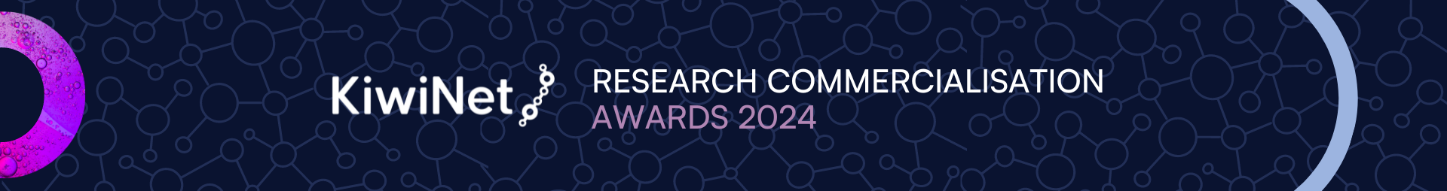 KiwiNet
RESEARCH COMMERCIALISATION
AWARDS 2024